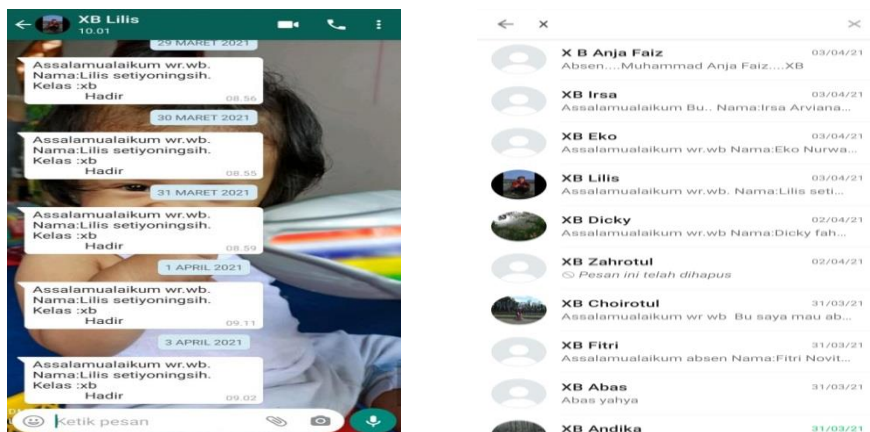 XB Lilis
10.01
29 MARET 2021
Assalamualaikum wr.wb.
Nama:Lilis setiyoningsih.
Kelas :xb
Hadir
08.56
30 MARET 2021
Assalamualaikum wr.wb.
Nama:Lilis setiyoningsih.
Kelas :xb
Hadir
08.55
31 MARET 2021
Assalamualaikum wr.wb.
Nama:Lilis setiyoningsih.
Kelas :xb
Hadir
08.59
1 APRIL 2021
Assalamualaikum wr.wb.
Nama:Lilis setiyoningsih.
Kelas :xb
Hadir
09.11
3 APRIL 2021
Assalamualaikum wr.wb.
Nama:Lilis setiyoningsih.
Kelas :xb
Hadir
09.02
Ketik pesan
x
X B Anja Faiz 03/04/21
Absen....Muhammad Anja Faiz....XB
XB Irsa 03/04/21
Assalamualaikum Bu.. Nama:Irsa Arviana...
XB Eko 03/04/21
Assalamualaikum wr.wb Nama:Eko Nurwa...
XB Lilis 03/04/21
Assalamualaikum wr.wb. Nama:Lilis seti...
XB Dicky 02/04/21
Assalamualaikum wr.wb Nama:Dicky fah...
XB Zahrotul 02/04/21
Pesan ini telah dihapus
XB Choirotul 31/03/21
Assalamualaikum wr wb Bu saya mau ab...
XB Fitri 31/03/21
Assalamualaikum absen Nama:Fitri Novit...
XB Abas 31/03/21
Abas yahya
XB Andika 31/03/21